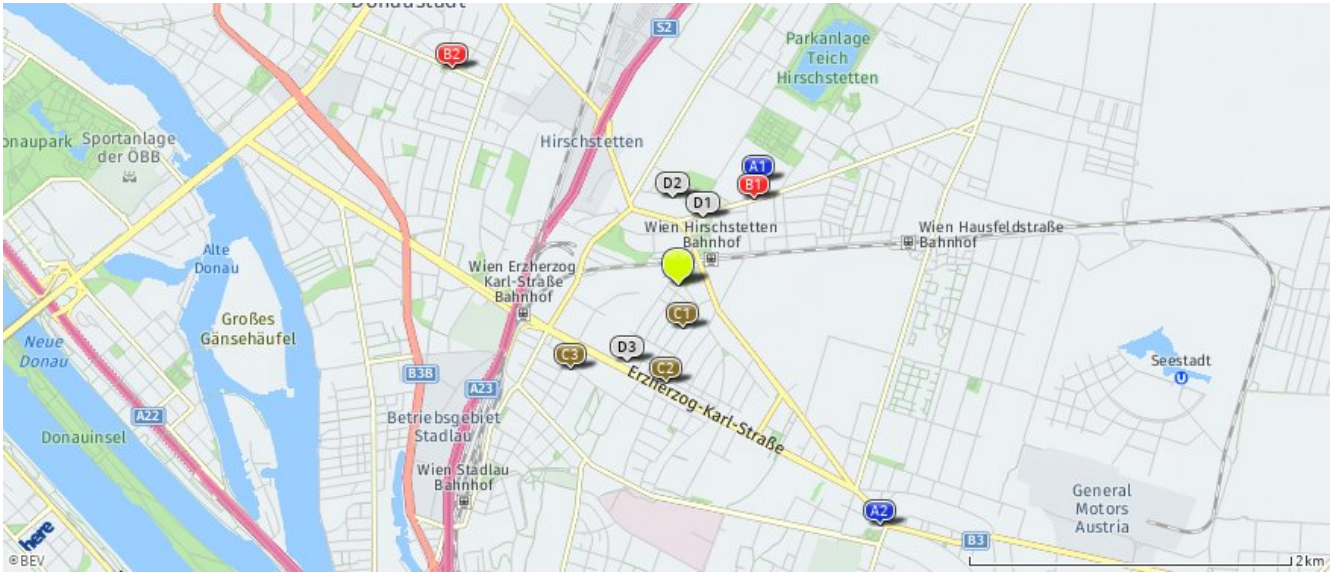 Donaustadt
S2
B2
Parkanlage
Teich
Hirschstetten
onaupark
Sportanlage
der ÖBB
Hirschstetten
A1
B1
D2
D1
Wien Hirschstetten
Bahnhof
Wien Hausfeldstraße
Bahnhof
Alte
Donau
Wien Erzherzog
Karl-Straße
Bahnhof
Großes
Gänsehäufel
C1
Neue
Donau
D3
C3
C2
Seestadt
U
B3B
A23
Erzherzog-Karl-Straße
A22
Betriebsgebiet
Stadlau
Donauinsel
Wien Stadlau
Bahnhof
General
Motors
Austria
A2
B3
here
©BEV
2km